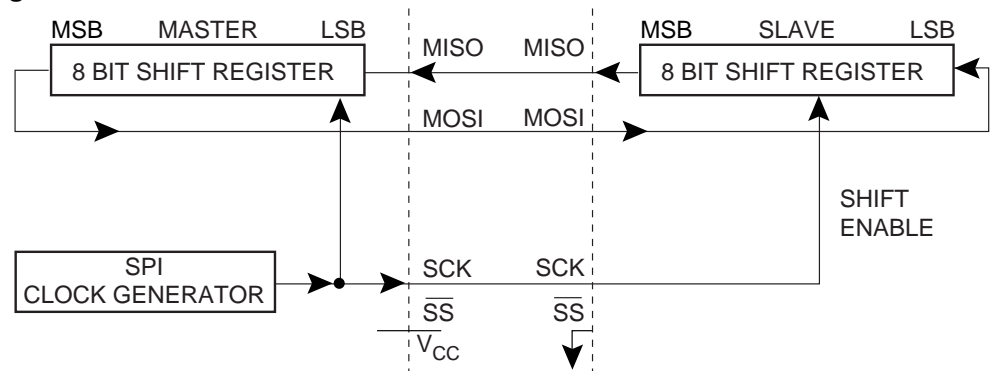 MSB MASTER LSB
MISO MISO
MSB SLAVE LSB
8 BIT SHIFT REGISTER
8 BIT SHIFT REGISTER
MOSI MOSI
SHIFT
ENABLE
SPI
CLOCK GENERATOR
SCK SCK
SS SS
VCC